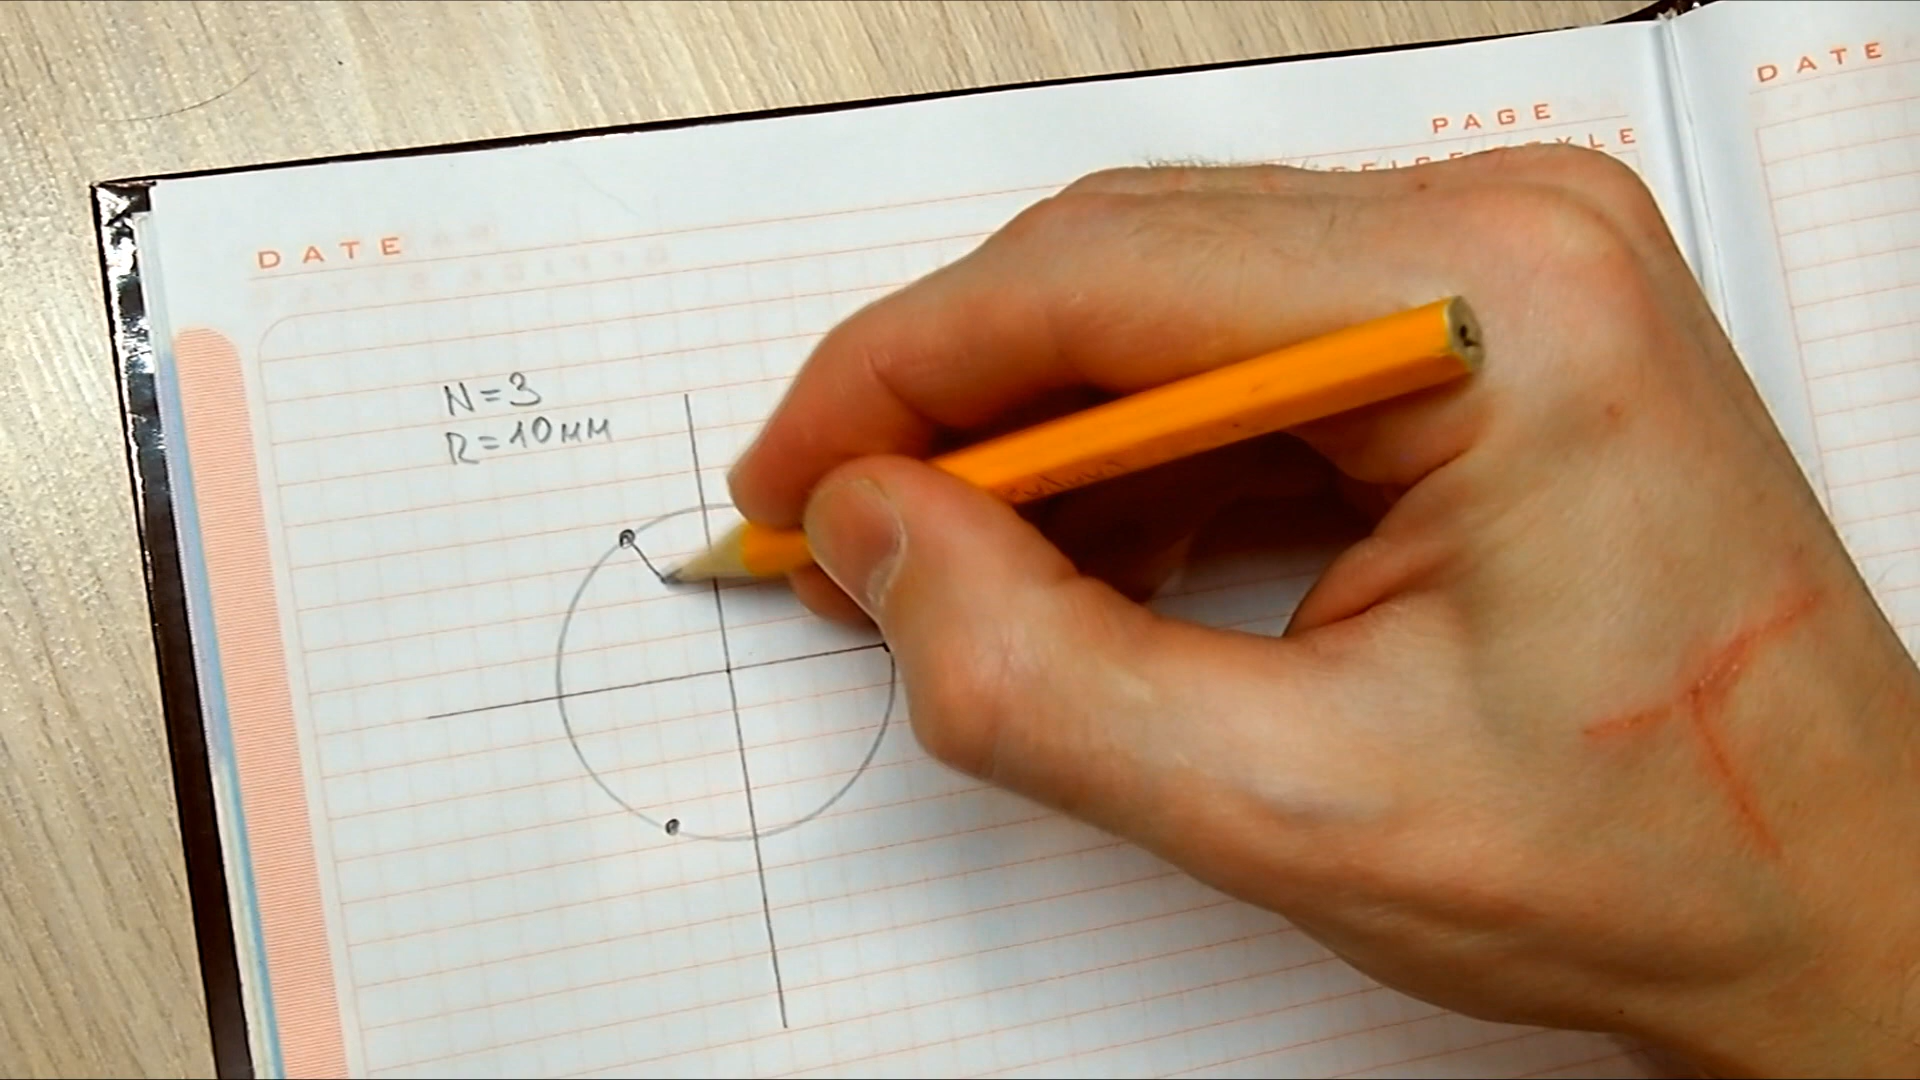 PAGE
DATE
DATE
N=3
R=10мм